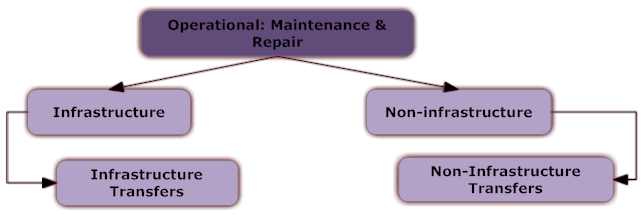 Operational: Maintenance &
Repair
Infrastructure
Non-infrastructure
Infrastructure
Transfers
Non-Infrastructure
Transfers